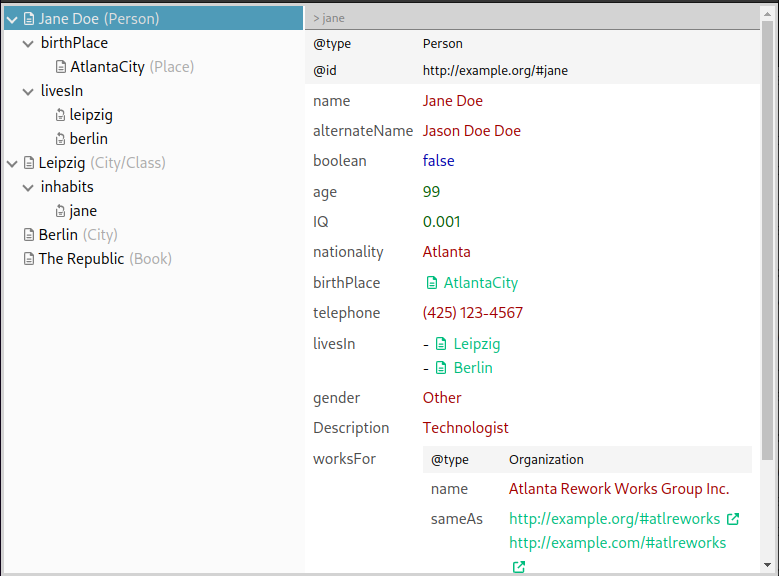 Jane Doe (Person)
birthPlace
AtlantaCity (Place)
livesIn
leipzig
berlin
Leipzig (City/Class)
inhabits
jane
Berlin (City)
The Republic (Book)
> jane
@type Person
@id http://example.org/#jane
name Jane Doe
alternateName Jason Doe Doe
boolean false
age 99
IQ 0.001
nationality Atlanta
birthPlace AtlantaCity
telephone (425) 123-4567
livesIn - Leipzig
- Berlin
gender Other
Description Technologist
worksFor @type Organization
name Atlanta Rework Works Group Inc.
sameAs http://example.org/#atlreworks
http://example.com/#atlreworks